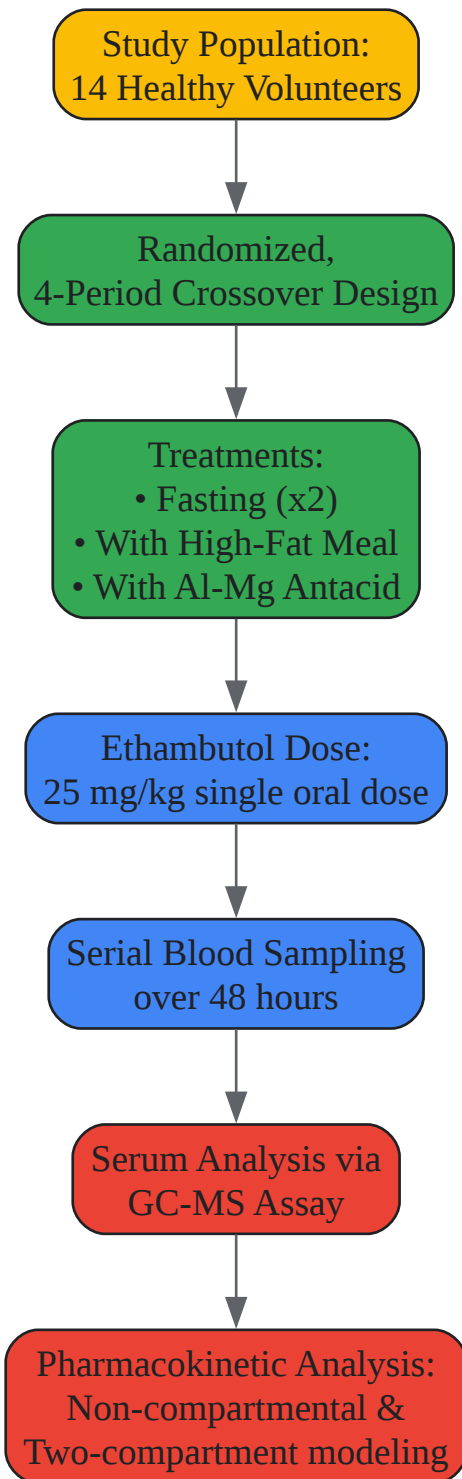 Study Population:
14 Healthy Volunteers
Randomized,
4-Period Crossover Design
Treatments:
• Fasting (x2)
• With High-Fat Meal
• With Al-Mg Antacid
Ethambutol Dose:
25 mg/kg single oral dose
Serial Blood Sampling
over 48 hours
Serum Analysis via
GC-MS Assay
Pharmacokinetic Analysis:
Non-compartmental &
Two-compartment modeling